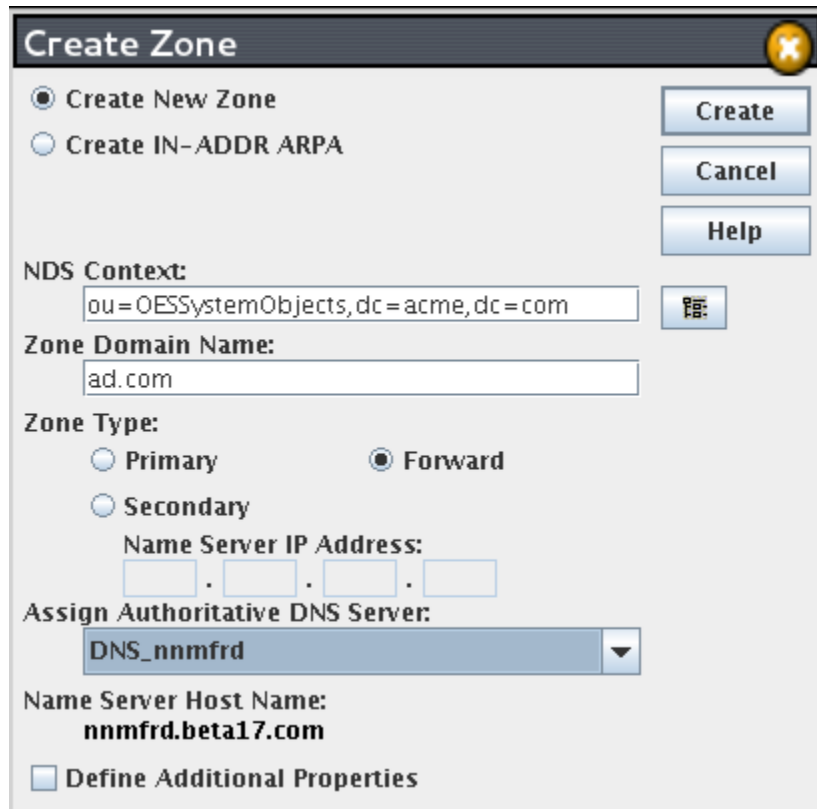 Create Zone
Create New Zone
Create
Create IN-ADDR ARPA
Cancel
Help
NDS Context:
ou=OESSystemObjects,dc=acme,dc=com
Zone Domain Name:
ad.com
Zone Type:
Primary Forward
Secondary
Name Server IP Address:
. . .
Assign Authoritative DNS Server:
DNS_nnmfrd
Name Server Host Name:
nnmfrd.beta17.com
Define Additional Properties